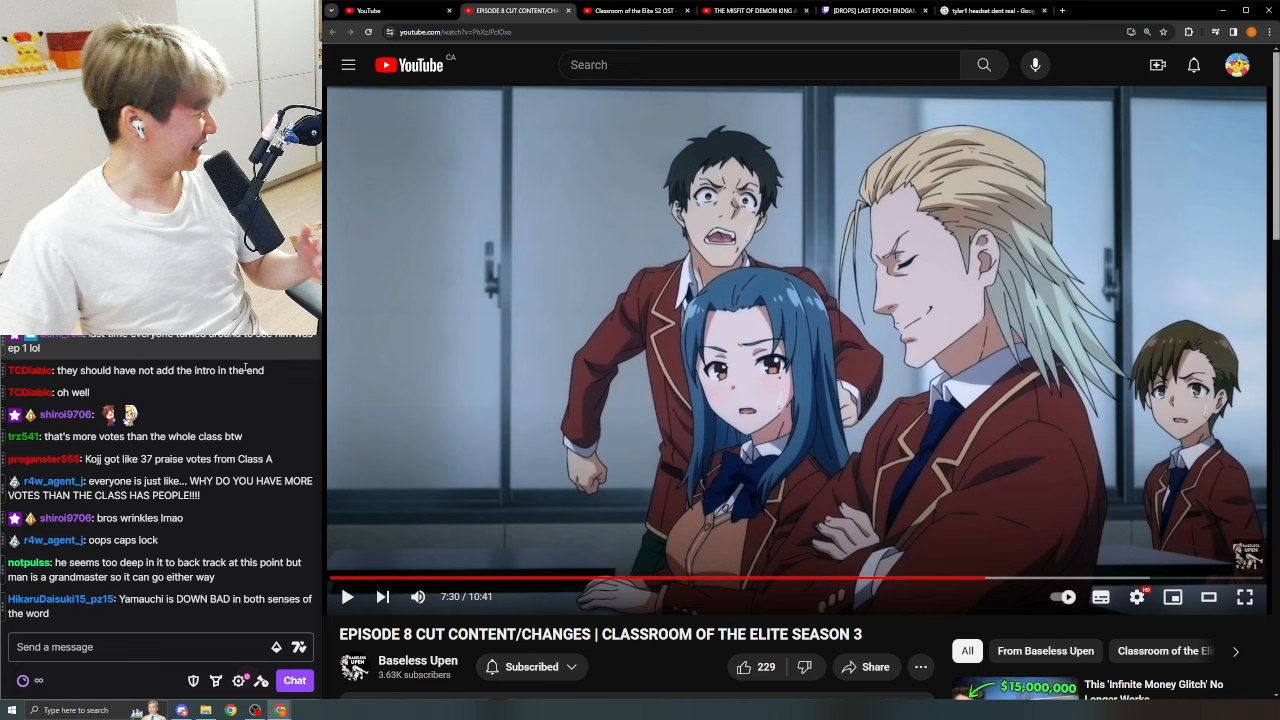 YouTube
EPISODE 8 CUT CONTENT/CHAN
Classroom of the Elite S2 OST -
THE MISFIT OF DEMON KING A
[DROPS] LAST EPOCH ENDGAM
tyler1 headset dent real - Goog
youtube.com/watch?v=PhXzJPclOxo
YouTube CA
Search
ep 1 lol
TCDiablo: they should have not add the intro in the end
TCDiablo: oh well
shiroi9706:
trz541: that's more votes than the whole class btw
proganster555: Kojj got like 37 praise votes from Class A
r4w_agent_j: everyone is just like... WHY DO YOU HAVE MORE
VOTES THAN THE CLASS HAS PEOPLE!!!!
shiroi9706: bros wrinkles lmao
r4w_agent_j: oops caps lock
notpulss: he seems too deep in it to back track at this point but
man is a grandmaster so it can go either way
HikaruDaisuki15_pz15: Yamauchi is DOWN BAD in both senses of
the word
Send a message
Chat
BASELESS
UPEN
7:30 / 10:41
HD
EPISODE 8 CUT CONTENT/CHANGES | CLASSROOM OF THE ELITE SEASON 3
Baseless Upen
3.63K subscribers
Subscribed
229
Share
All
From Baseless Upen
Classroom of the Eli
$15,000,000
This 'Infinite Money Glitch' No
Longer Works
Type here to search